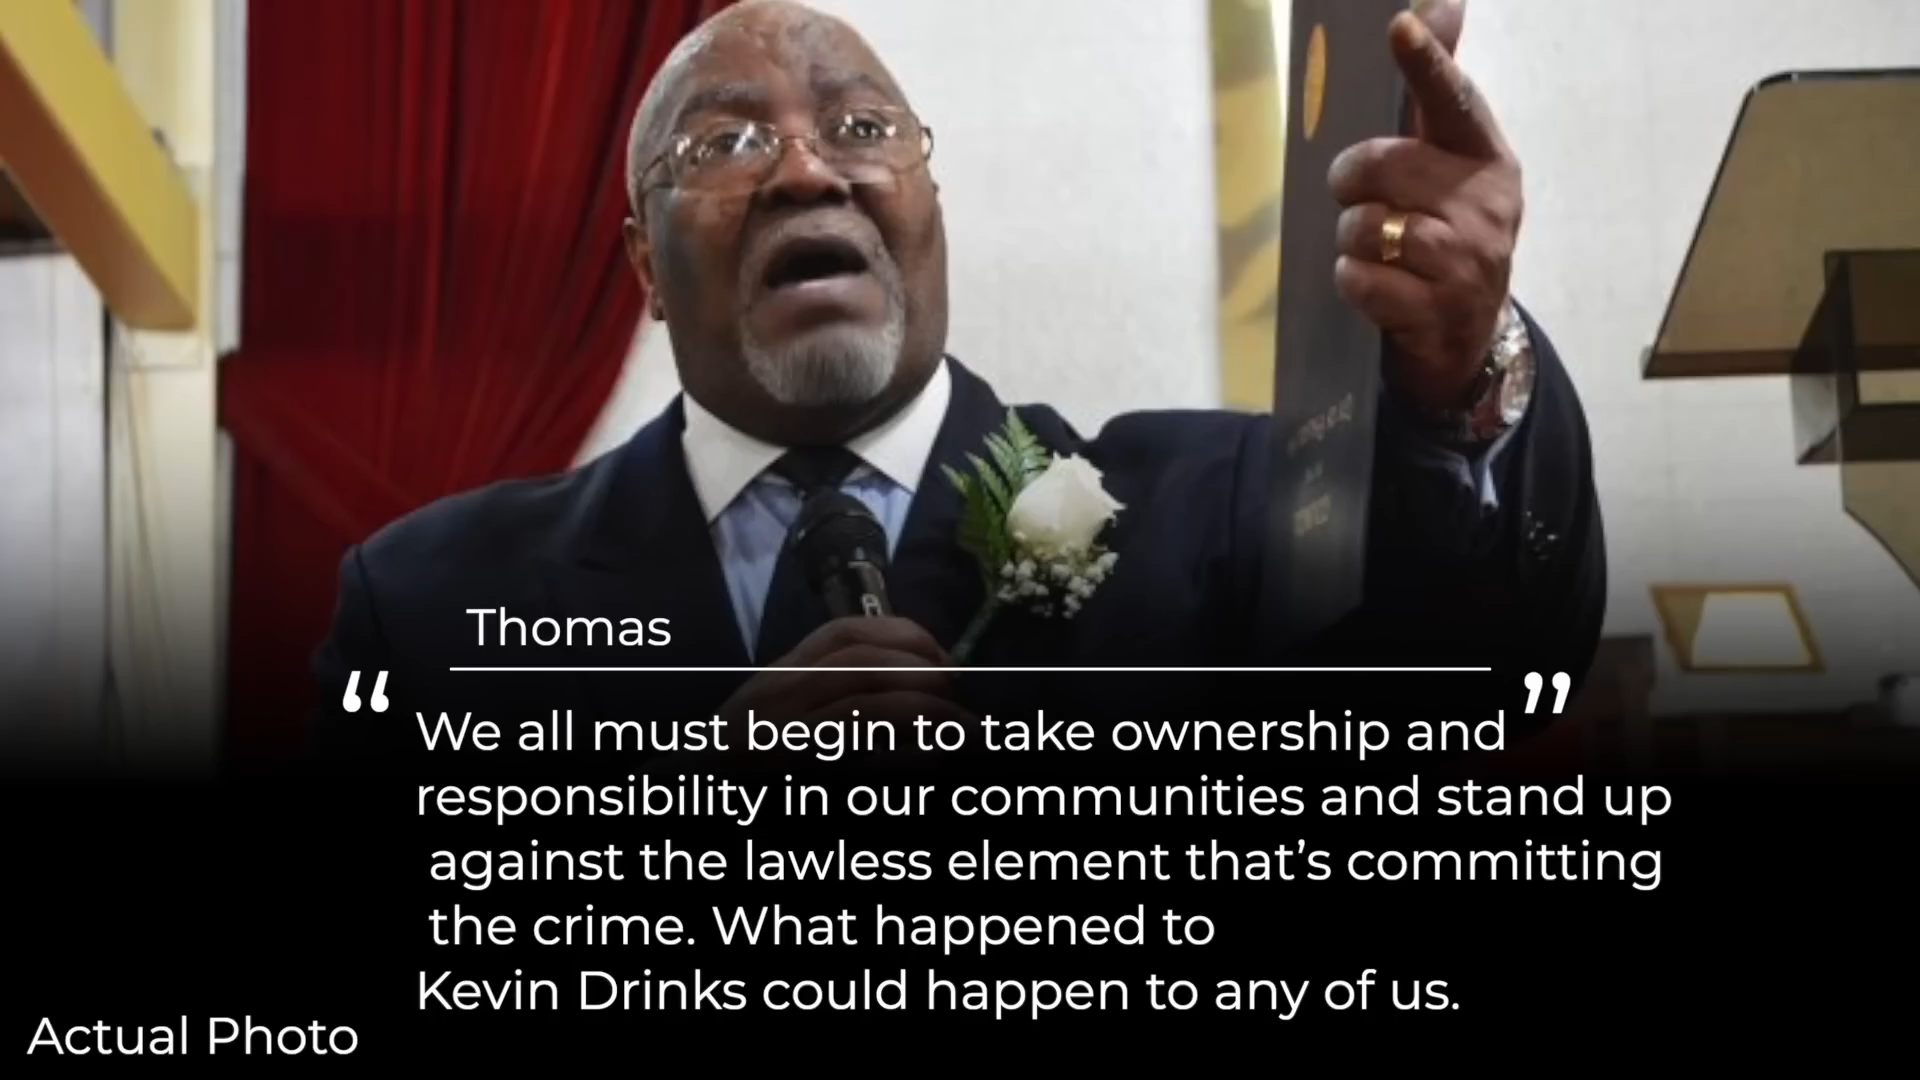 Thomas
“We all must begin to take ownership and”
responsibility in our communities and stand up
against the lawless element that’s committing
the crime. What happened to
Kevin Drinks could happen to any of us.
Actual Photo